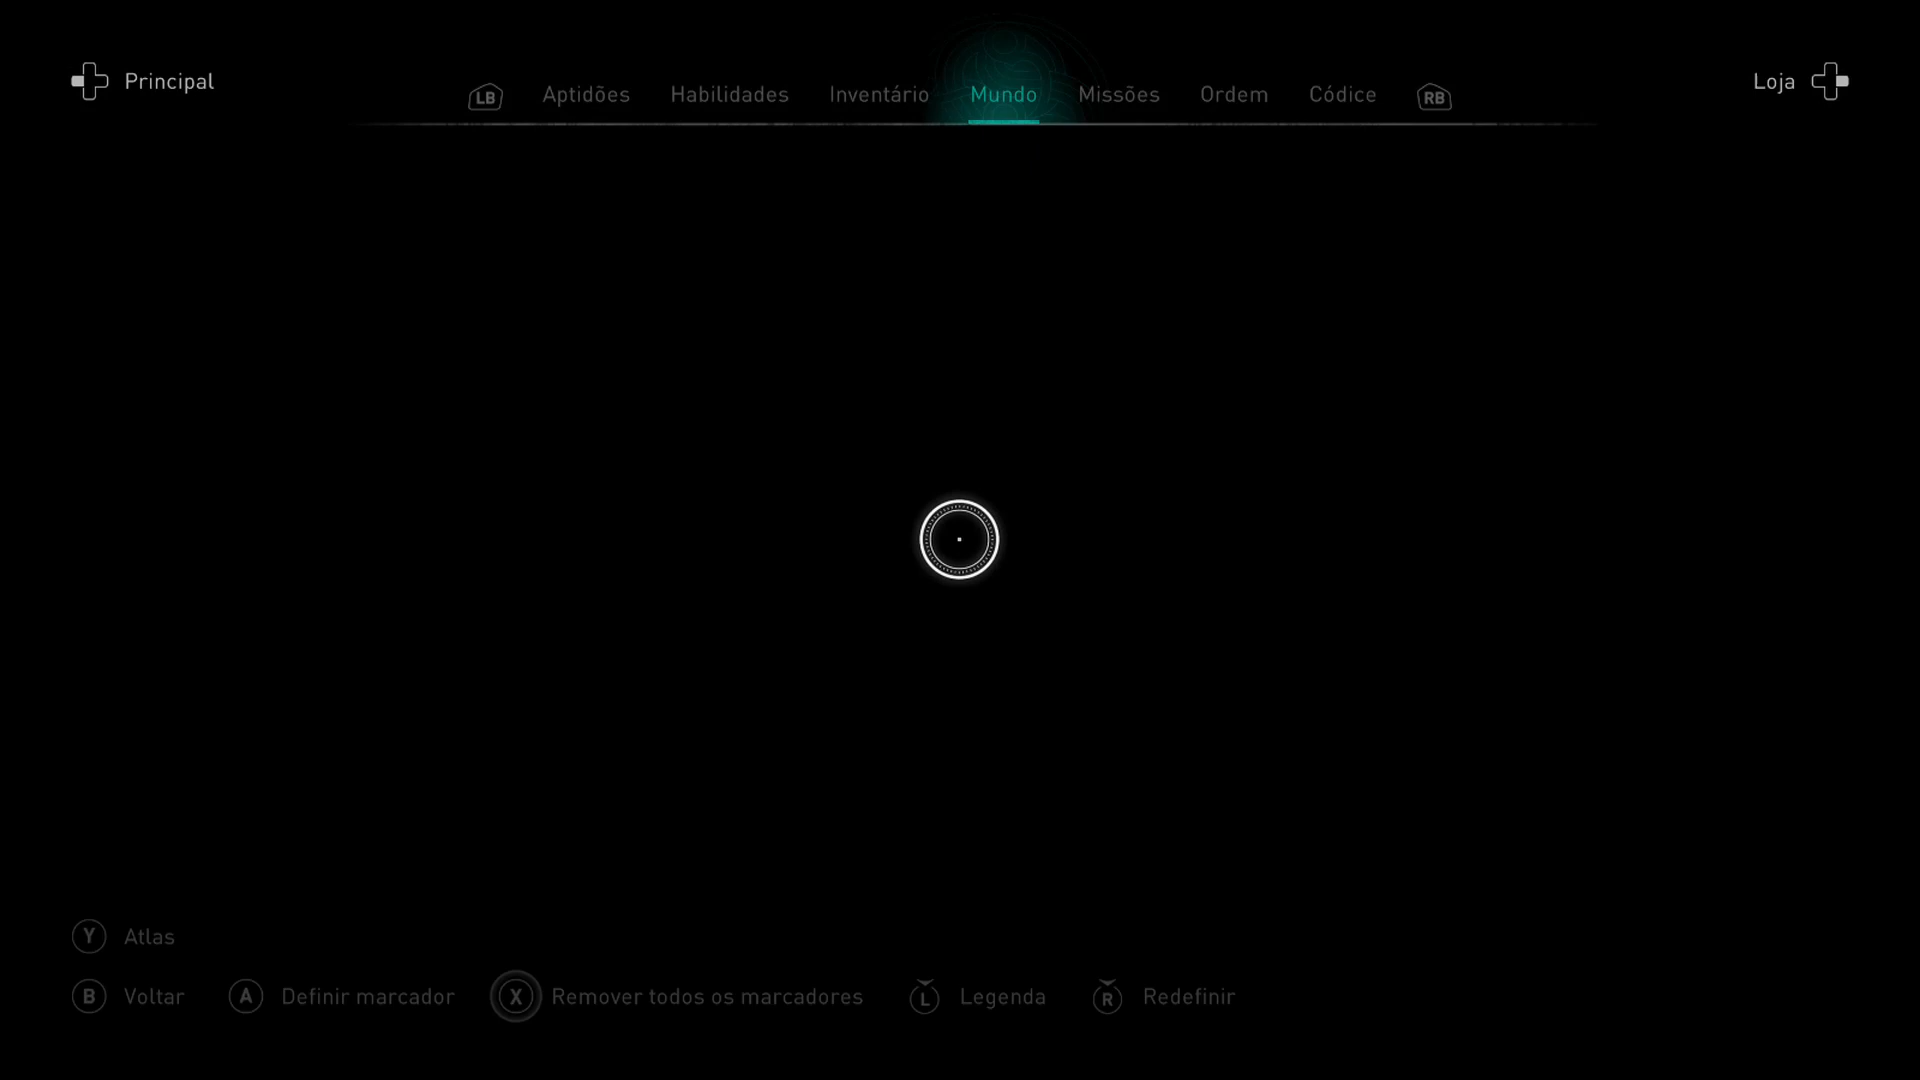 Principal
LB Aptidões Habilidades Inventário Mundo Missões Ordem Códice RB
Loja
Y Atlas
B Voltar A Definir marcador X Remover todos os marcadores L Legenda R Redefinir